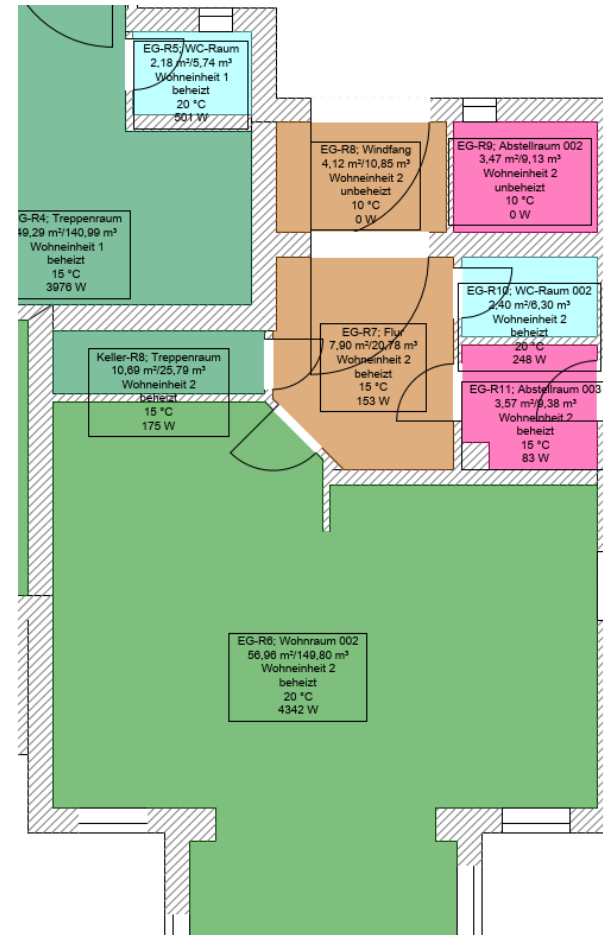 EG-R5; WC-Raum
2,18 m²/5,74 m³
Wohneinheit 1
beheizt
20 °C
501 W
EG-R8; Windfang
4,12 m²/10,85 m³
Wohneinheit 2
unbeheizt
10 °C
0 W
EG-R9; Abstellraum 002
3,47 m²/9,13 m³
Wohneinheit 2
unbeheizt
10 °C
0 W
G-R4; Treppenraum
49,29 m²/140,99 m³
Wohneinheit 1
beheizt
15 °C
3976 W
EG-R10; WC-Raum 002
2,40 m²/6,30 m³
Wohneinheit 2
beheizt
20 °C
248 W
EG-R7; Flur
7,90 m²/20,78 m³
Wohneinheit 2
beheizt
15 °C
153 W
Keller-R8; Treppenraum
10,69 m²/25,79 m³
Wohneinheit 2
beheizt
15 °C
175 W
EG-R11; Abstellraum 003
3,57 m²/9,38 m³
Wohneinheit 2
beheizt
15 °C
83 W
EG-R6; Wohnraum 002
56,96 m²/149,80 m³
Wohneinheit 2
beheizt
20 °C
4342 W